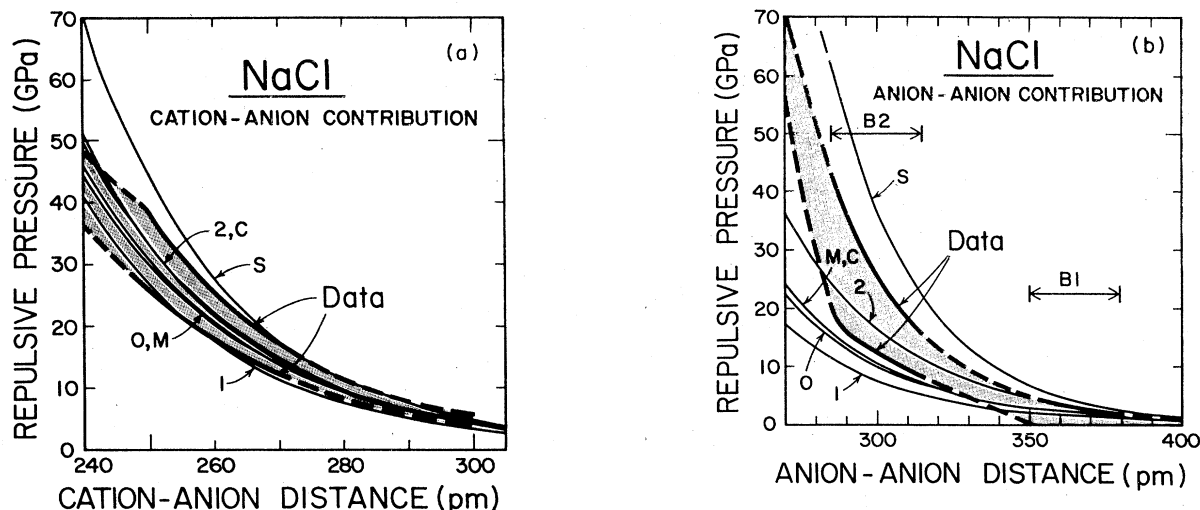 (a)
NaCl
CATION-ANION CONTRIBUTION
REPULSIVE PRESSURE (GPa)
70
60
50
40
30
20
10
0
2,C
S
Data
O,M
1
240
260
280
300
CATION-ANION DISTANCE (pm)
(b)
NaCl
ANION-ANION CONTRIBUTION
REPULSIVE PRESSURE (GPa)
70
60
50
40
30
20
10
0
B2
S
M,C
2
Data
B1
O
1
300
350
400
ANION-ANION DISTANCE (pm)